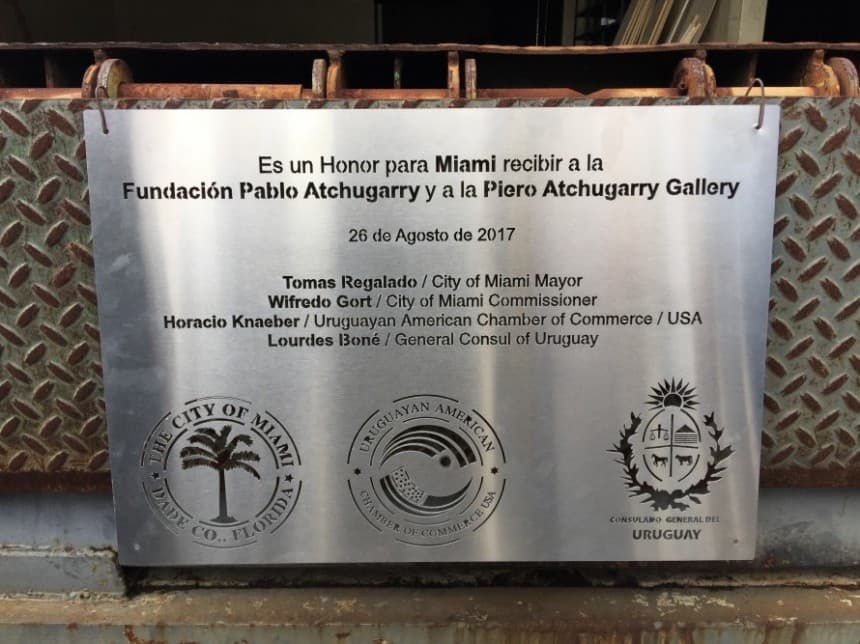 Es un Honor para Miami recibir a la
Fundación Pablo Atchugarry y a la Piero Atchugarry Gallery
26 de Agosto de 2017
Tomas Regalado / City of Miami Mayor
Wifredo Gort / City of Miami Commissioner
Horacio Knaeber / Uruguayan American Chamber of Commerce / USA
Lourdes Boné / General Consul of Uruguay
THE CITY OF MIAMI
DADE CO., FLORIDA
URUGUAYAN AMERICAN
CHAMBER OF COMMERCE USA
CONSULADO GENERAL DEL
URUGUAY